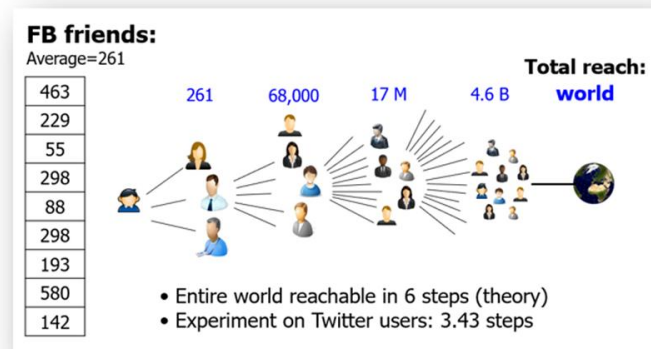 FB friends:
Average=261
463
229
55
298
88
298
193
580
142
261
68,000
17 M
4.6 B
Total reach:
world
• Entire world reachable in 6 steps (theory)
• Experiment on Twitter users: 3.43 steps